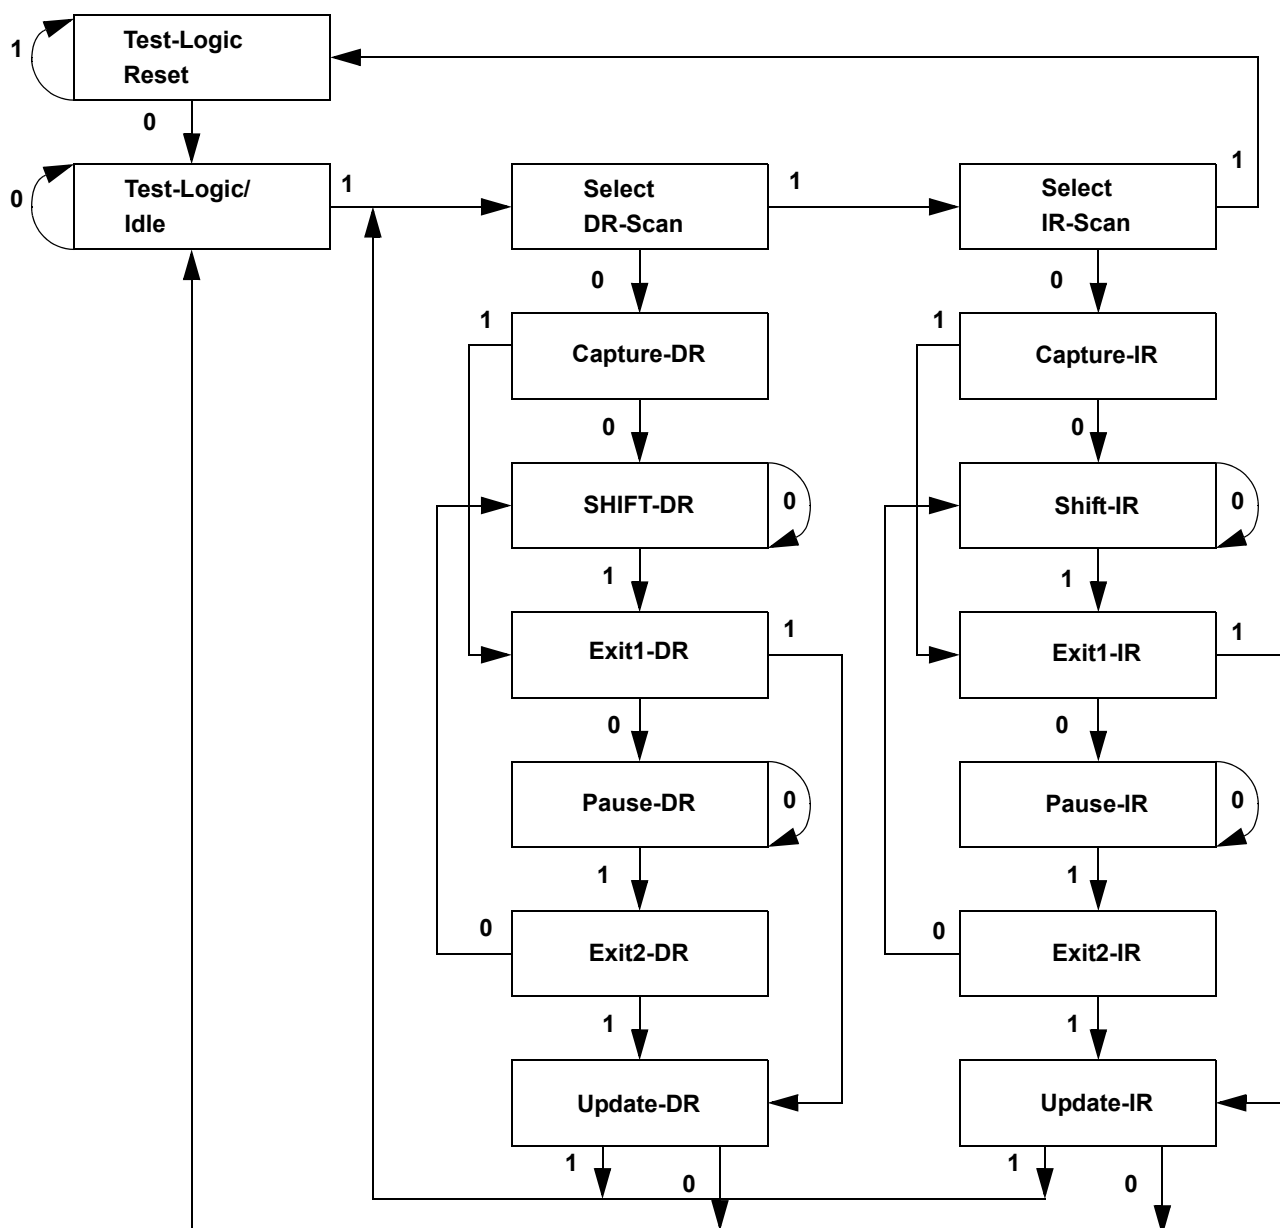 Test-Logic
Reset
1
0
Test-Logic/
Idle
0
1
Select
DR-Scan
1
Select
IR-Scan
1
0
0
1
Capture-DR
1
Capture-IR
0
0
SHIFT-DR
0
Shift-IR
0
1
1
Exit1-DR
1
Exit1-IR
1
0
0
Pause-DR
0
Pause-IR
0
1
1
0
Exit2-DR
0
Exit2-IR
1
1
Update-DR
Update-IR
1
0
1
0